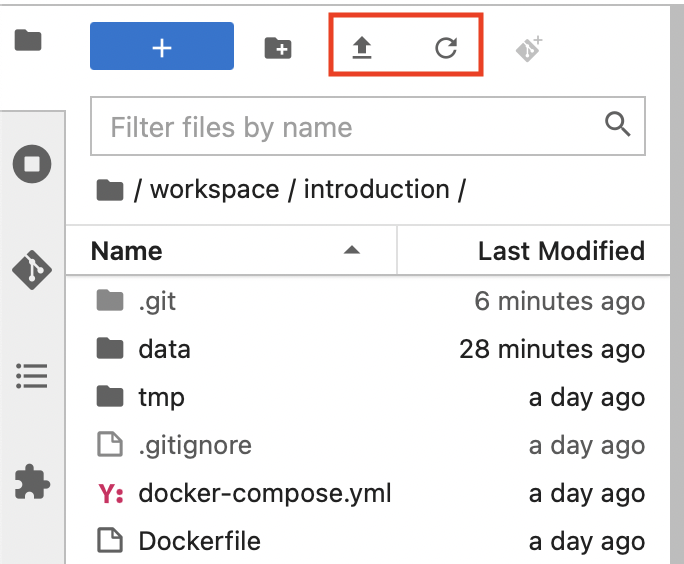 Filter files by name
/ workspace / introduction /
Name Last Modified
.git 6 minutes ago
data 28 minutes ago
tmp a day ago
.gitignore a day ago
Y: docker-compose.yml a day ago
Dockerfile a day ago